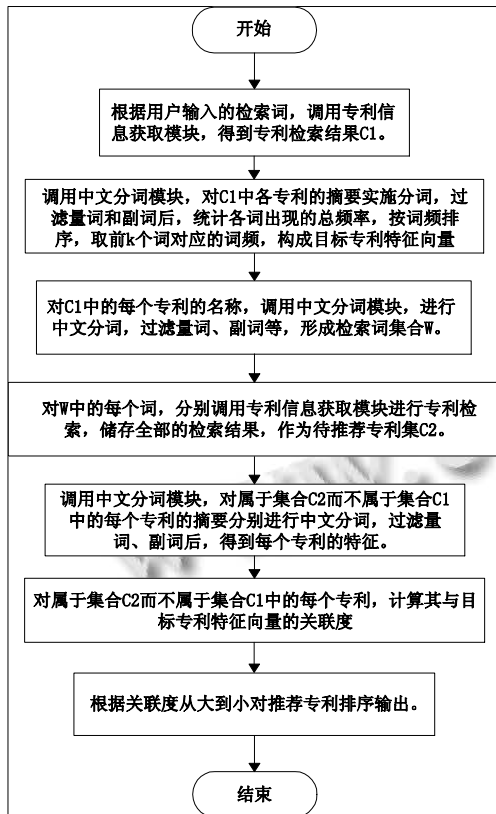 开始
根据用户输入的检索词，调用专利信
息获取模块，得到专利检索结果C1。
调用中文分词模块，对C1中各专利的摘要实施分词，过
滤量词和副词后，统计各词出现的总频率，按词频排
序，取前k个词对应的词频，构成目标专利特征向量
对C1中的每个专利的名称，调用中文分词模块，进行
中文分词，过滤量词、副词等，形成检索词集合W。
对W中的每个词，分别调用专利信息获取模块进行专利检
索，储存全部的检索结果，作为待推荐专利集C2。
调用中文分词模块，对属于集合C2而不属于集合C1
中的每个专利的摘要分别进行中文分词，过滤量
词、副词后，得到每个专利的特征。
对属于集合C2而不属于集合C1中的每个专利，计算其与目
标专利特征向量的关联度
根据关联度从大到小对推荐专利排序输出。
结束